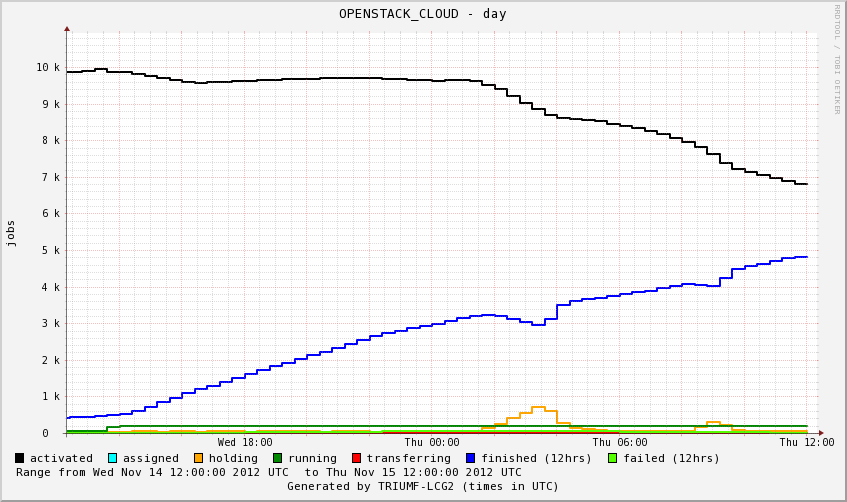 OPENSTACK_CLOUD - day
RRDTOOL / TOBI OETIKER
jobs
10 k
9 k
8 k
7 k
6 k
5 k
4 k
3 k
2 k
1 k
0
Wed 18:00 Thu 00:00 Thu 06:00 Thu 12:00
activated assigned holding running transferring finished (12hrs) failed (12hrs)
Range from Wed Nov 14 12:00:00 2012 UTC to Thu Nov 15 12:00:00 2012 UTC
Generated by TRIUMF-LCG2 (times in UTC)